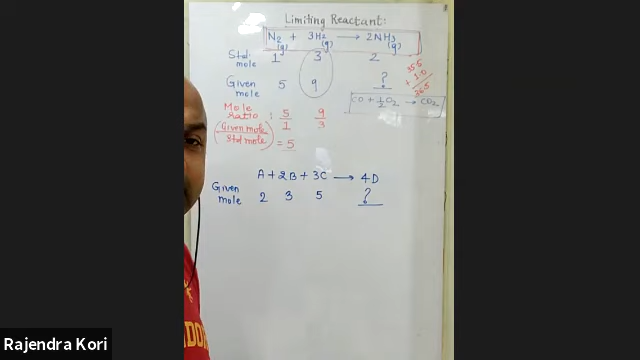 Limiting Reactant:
N2(g) + 3H2(g) → 2NH3(g)
Std. mole 1 3 2
Given mole 5 9 ?
35.5
+ 1.0
CO + 1/2 O2 → CO2
Mole ratio : 5/1 9/3
(Given mole / Std mole) = 5
A + 2B + 3C → 4D
Given mole 2 3 5 ?
Rajendra Kori